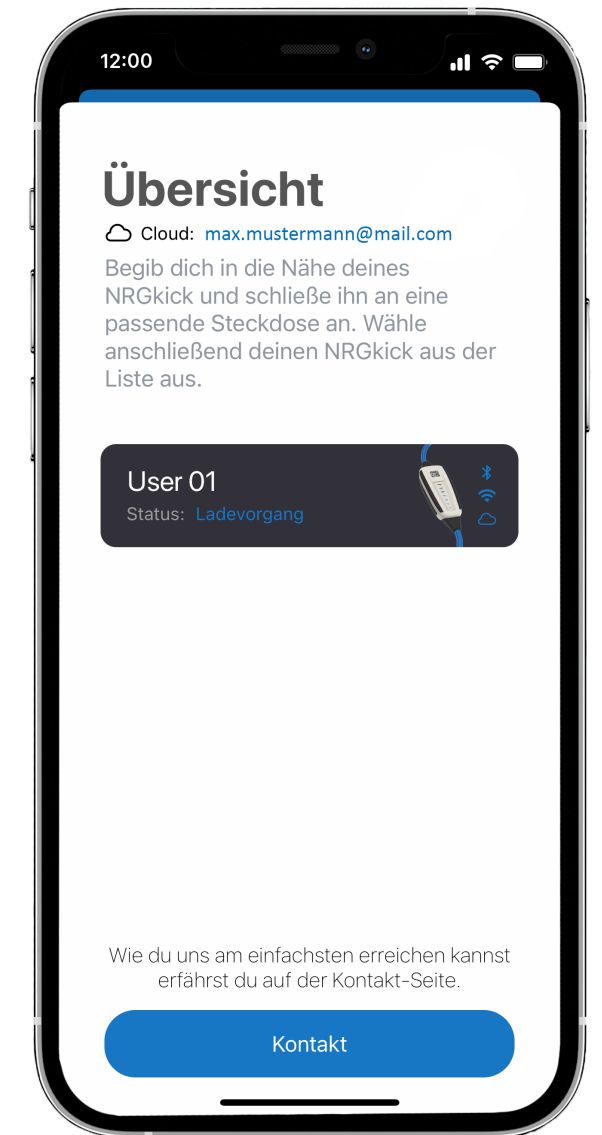 12:00
Übersicht
Cloud: max.mustermann@mail.com
Begib dich in die Nähe deines
NRGkick und schließe ihn an eine
passende Steckdose an. Wähle
anschließend deinen NRGkick aus der
Liste aus.
User 01
Status: Ladevorgang
Wie du uns am einfachsten erreichen kannst
erfährst du auf der Kontakt-Seite.
Kontakt